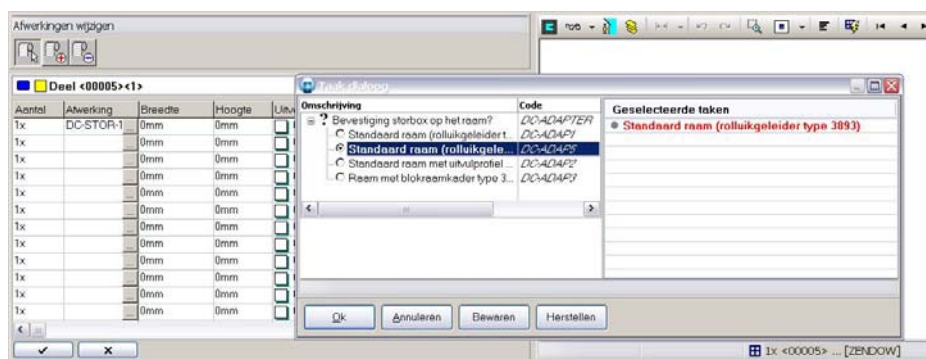 Afwerkingen wijzigen
Deel <00005><1>
Aantal Afwerking Breedte Hoogte
1x DC-STOR-1 ... 0mm 0mm
1x ... 0mm 0mm
1x ... 0mm 0mm
1x ... 0mm 0mm
1x ... 0mm 0mm
1x ... 0mm 0mm
1x ... 0mm 0mm
1x ... 0mm 0mm
1x ... 0mm 0mm
1x ... 0mm 0mm
1x ... 0mm 0mm
1x ... 0mm 0mm
Taak dialoog
Omschrijving Code
Bevestiging storbox op het raam? DC-ADAPTER
Standaard raam (rolluikgeleider t... DC-ADAP1
Standaard raam (rolluikgele... DC-ADAP5
Standaard raam met uitvulprofiel ... DC-ADAP2
Raam met blokraamkader type 3... DC-ADAP3
Geselecteerde taken
Standaard raam (rolluikgeleider type 3893)
Ok Annuleren Bewaren Herstellen
1x <00005> ... [ZENDOW]